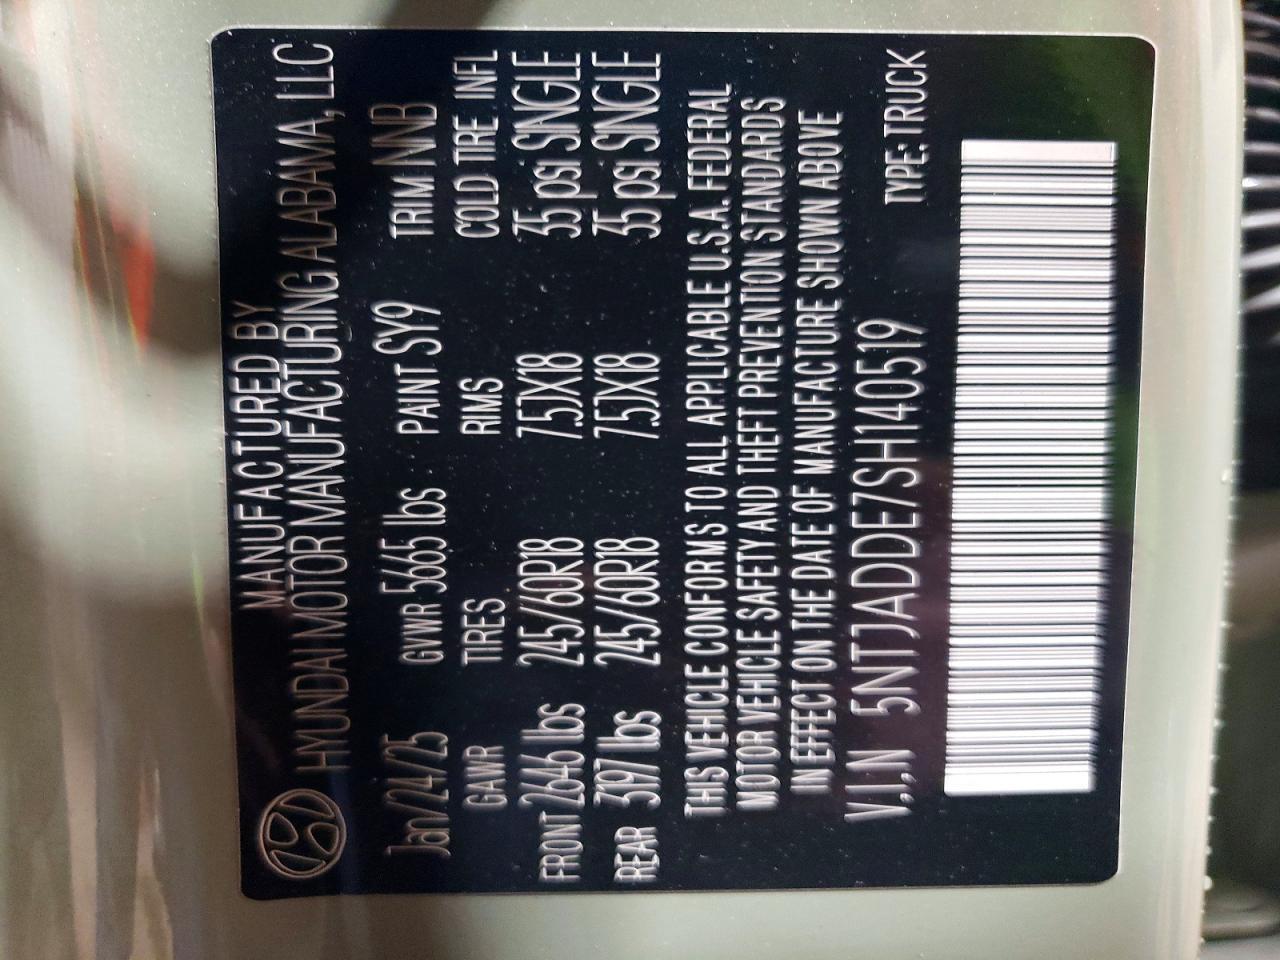 MANUFACTURED BY
HYUNDAI MOTOR MANUFACTURING ALABAMA, LLC
Jan/24/25 GVWR 5665 lbs PAINT SY9 TRIM NNB
GAWR TIRES RIMS COLD TIRE INFL
FRONT 2646 lbs 245/60R18 7.5JX18 35 psi SINGLE
REAR 3197 lbs 245/60R18 7.5JX18 35 psi SINGLE
THIS VEHICLE CONFORMS TO ALL APPLICABLE U.S.A. FEDERAL
MOTOR VEHICLE SAFETY AND THEFT PREVENTION STANDARDS
IN EFFECT ON THE DATE OF MANUFACTURE SHOWN ABOVE
V.I.N 5NTJADDE7SH140519 TYPE: TRUCK